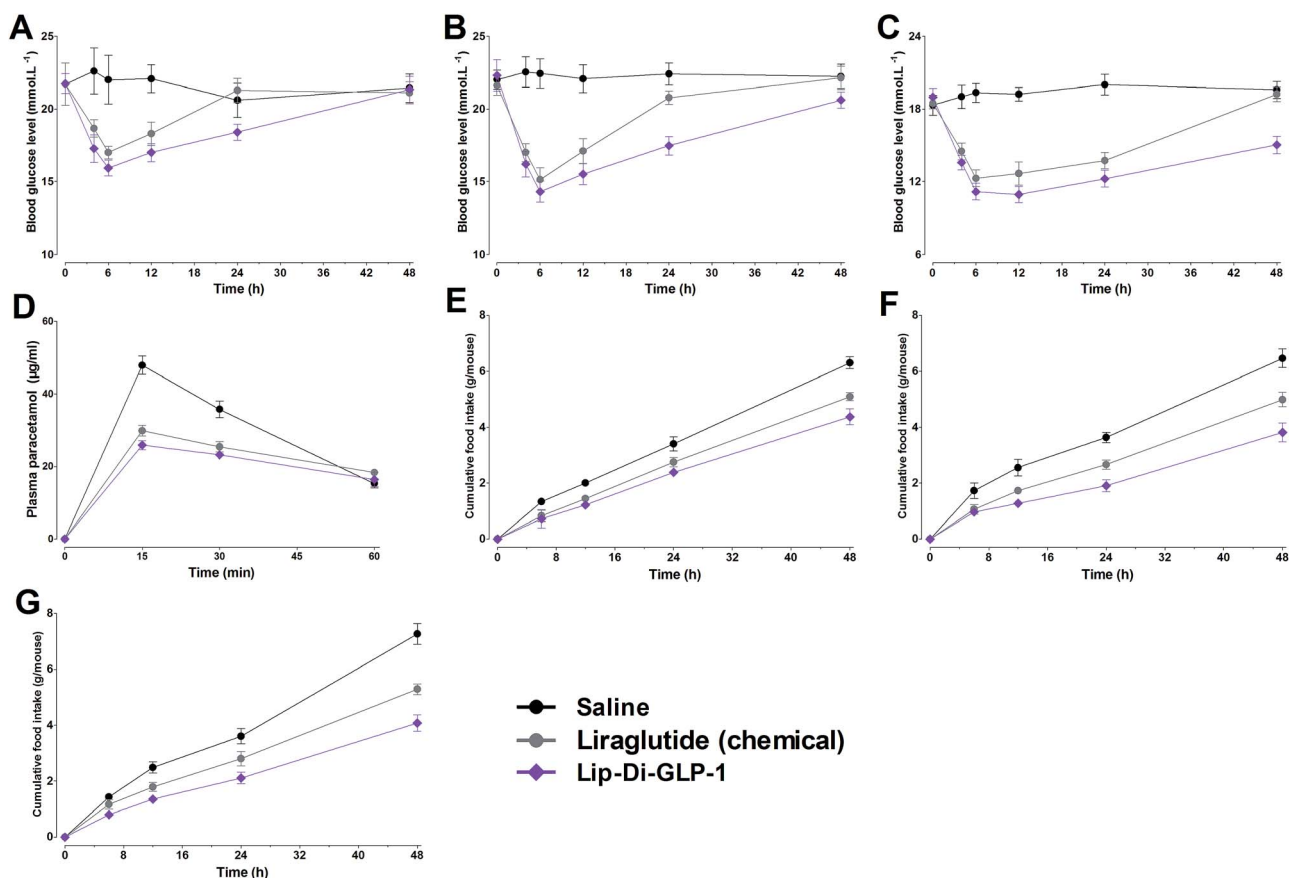 A
B
C
Blood glucose level (mmol.L ⁻¹)
25
20
15
10
0 6 12 18 24 30 36 42 48
Time (h)
Blood glucose level (mmol.L ⁻¹)
25
20
15
10
0 6 12 18 24 30 36 42 48
Time (h)
Blood glucose level (mmol.L ⁻¹)
24
18
12
6
0 6 12 18 24 30 36 42 48
Time (h)
D
E
F
Plasma paracetamol (µg/ml)
60
40
20
0
0 15 30 45 60
Time (min)
Cumulative food intake (g/mouse)
8
6
4
2
0
0 8 16 24 32 40 48
Time (h)
Cumulative food intake (g/mouse)
8
6
4
2
0
0 8 16 24 32 40 48
Time (h)
G
Cumulative food intake (g/mouse)
8
6
4
2
0
0 8 16 24 32 40 48
Time (h)
Saline
Liraglutide (chemical)
Lip-Di-GLP-1